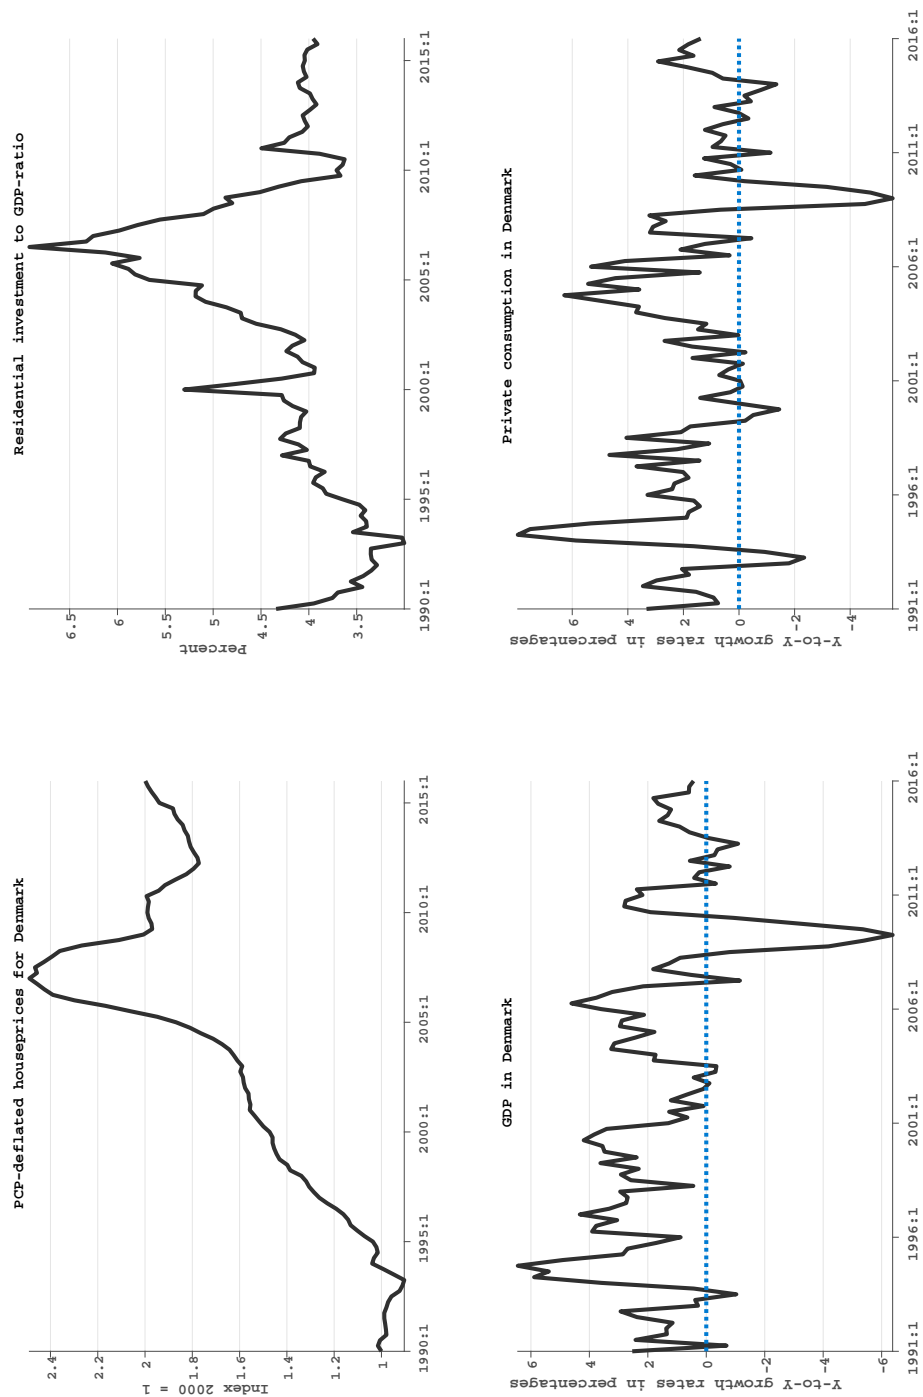 PCP-deflated houseprices for Denmark
Index 2000 = 1
2.4
2.2
2
1.8
1.6
1.4
1.2
1
1990:1 1995:1 2000:1 2005:1 2010:1 2015:1
Residential investment to GDP-ratio
Percent
6.5
6
5.5
5
4.5
4
3.5
1990:1 1995:1 2000:1 2005:1 2010:1 2015:1
GDP in Denmark
Y-to-Y growth rates in percentages
6
4
2
0
-2
-4
-6
1991:1 1996:1 2001:1 2006:1 2011:1 2016:1
Private consumption in Denmark
Y-to-Y growth rates in percentages
6
4
2
0
-2
-4
1991:1 1996:1 2001:1 2006:1 2011:1 2016:1